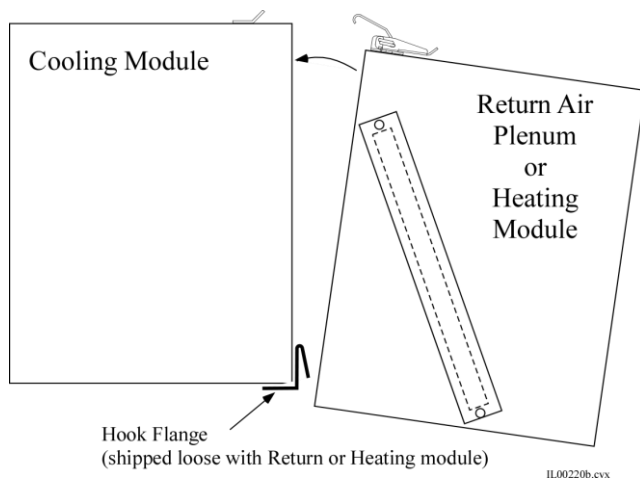 Cooling Module
Return Air
Plenum
or
Heating
Module
Hook Flange
(shipped loose with Return or Heating module)
IL00220b.cvx